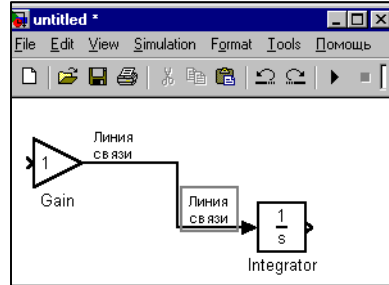 untitled *
File Edit View Simulation Format Tools Помощь
Линия
связи
1
Gain
Линия
связи
1
s
Integrator